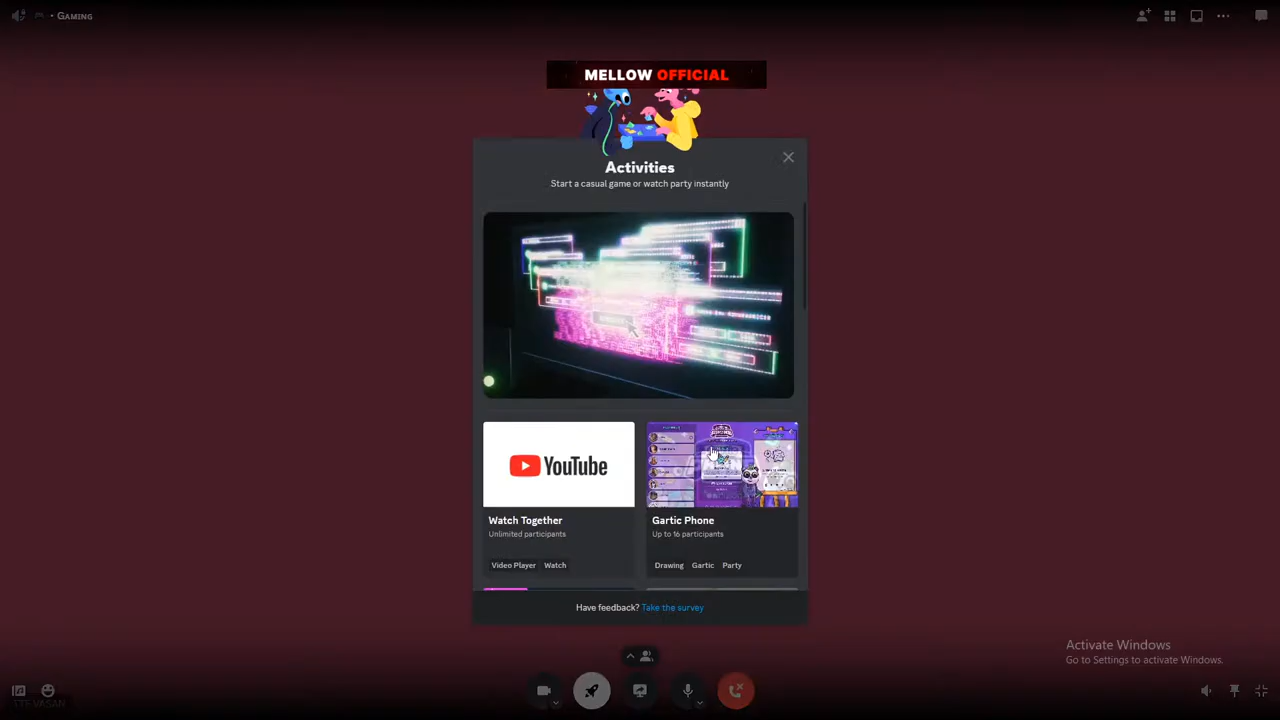 • Gaming
MELLOW OFFICIAL
Activities
Start a casual game or watch party instantly
YouTube
Watch Together
Unlimited participants
Video Player Watch
Gartic Phone
Up to 16 participants
Drawing Gartic Party
Have feedback? Take the survey
Activate Windows
Go to Settings to activate Windows.